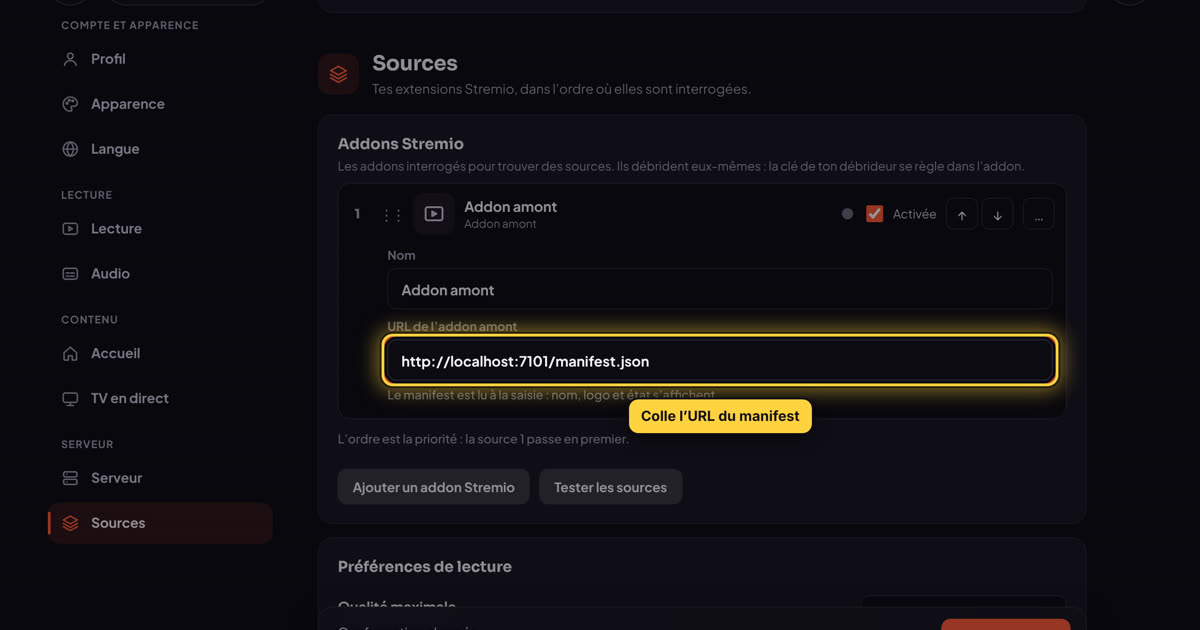 COMPTE ET APPARENCE
Profil
Apparence
Langue
LECTURE
Lecture
Audio
CONTENU
Accueil
TV en direct
SERVEUR
Serveur
Sources
Sources
Tes extensions Stremio, dans l'ordre où elles sont interrogées.
Addons Stremio
Les addons interrogés pour trouver des sources. Ils débrident eux-mêmes : la clé de ton débrideur se règle dans l'addon.
1
Addon amont
Addon amont
Activée
...
Nom
Addon amont
URL de l'addon amont
http://localhost:7101/manifest.json
Le manifest est lu à la saisie : nom, logo et état s'affichent
Colle l'URL du manifest
L'ordre est la priorité : la source 1 passe en premier.
Ajouter un addon Stremio
Tester les sources
Préférences de lecture
Qualité maximale